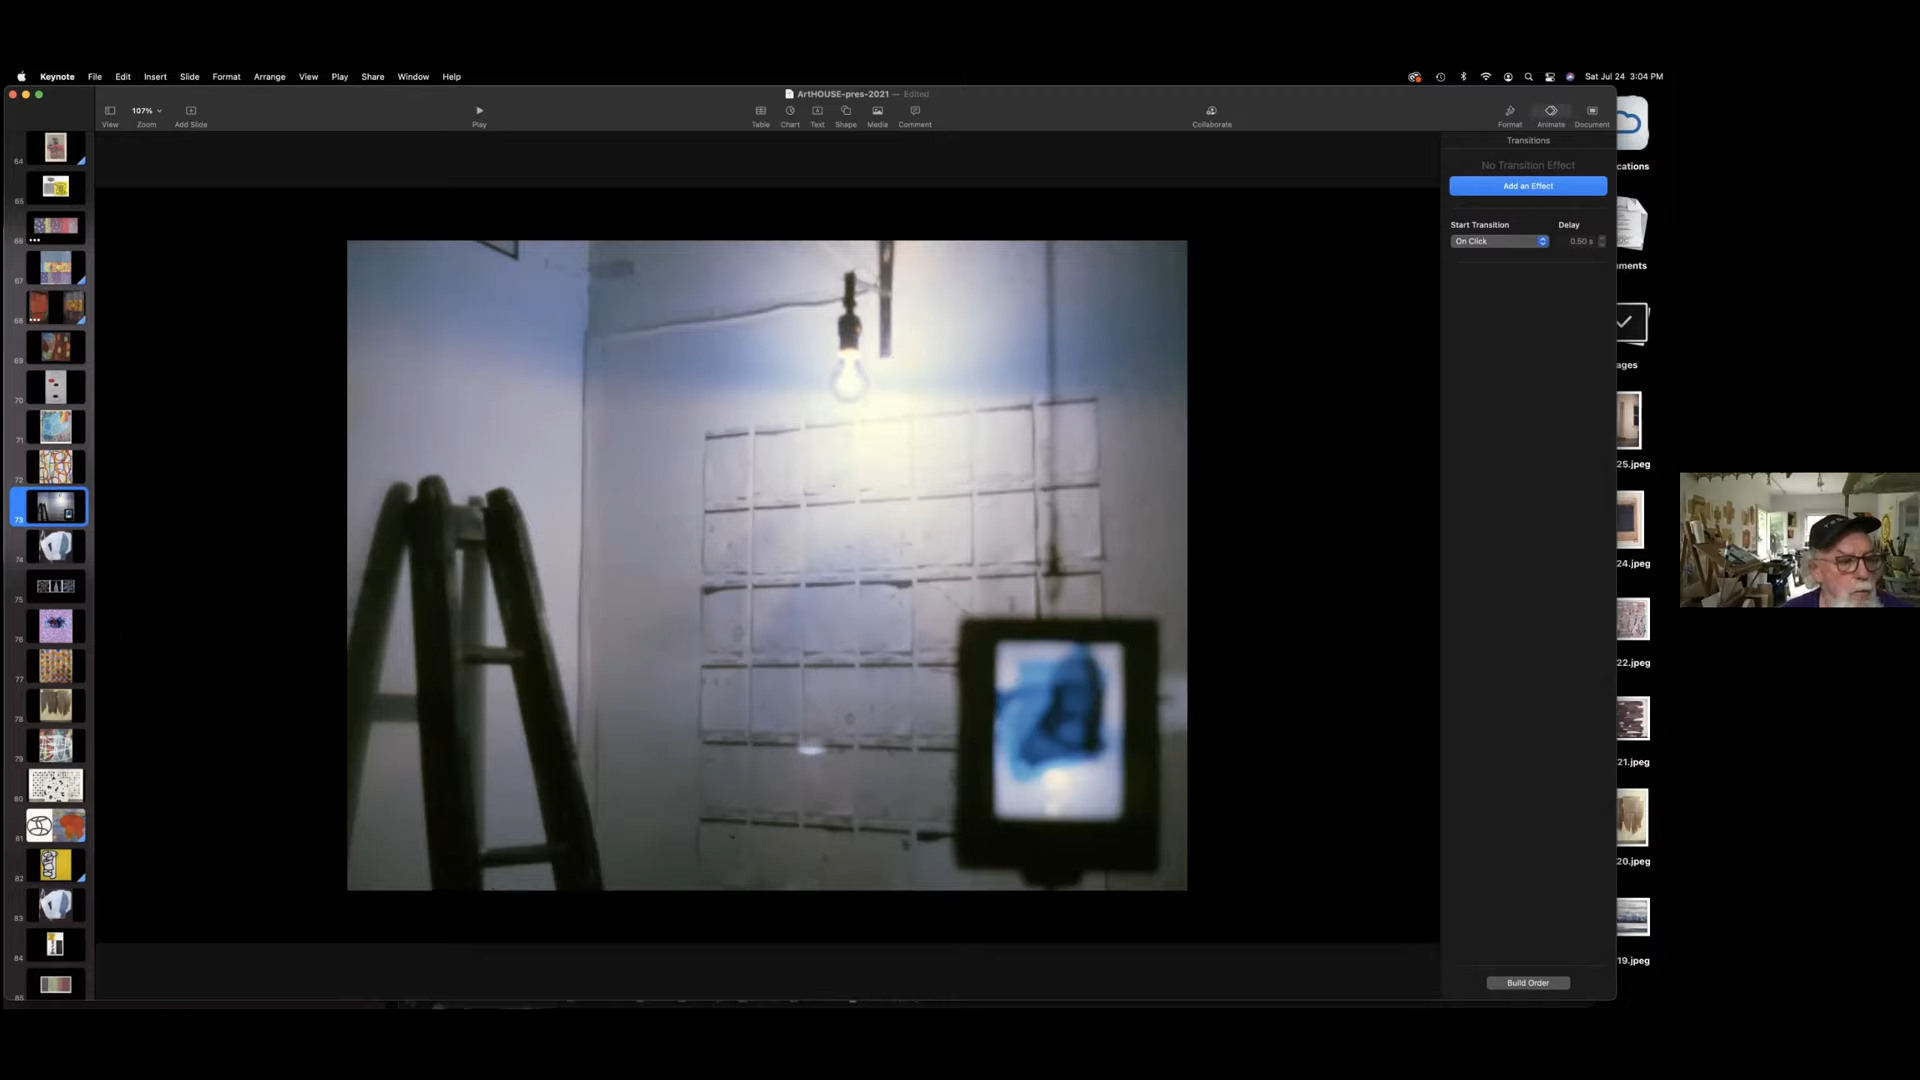 Keynote File Edit Insert Slide Format Arrange View Play Share Window Help
Sat Jul 24 3:04 PM
ArtHOUSE-pres-2021 — Edited
107%
View Zoom Add Slide
Play
Table Chart Text Shape Media Comment
Collaborate
Format Animate Document
Transitions
No Transition Effect
Add an Effect
Start Transition Delay
On Click 0.50 s
Build Order
64
65
66
67
68
69
70
71
72
73
74
75
76
77
78
79
80
81
82
83
84
85
cations
uments
ages
25.jpeg
24.jpeg
22.jpeg
21.jpeg
20.jpeg
19.jpeg